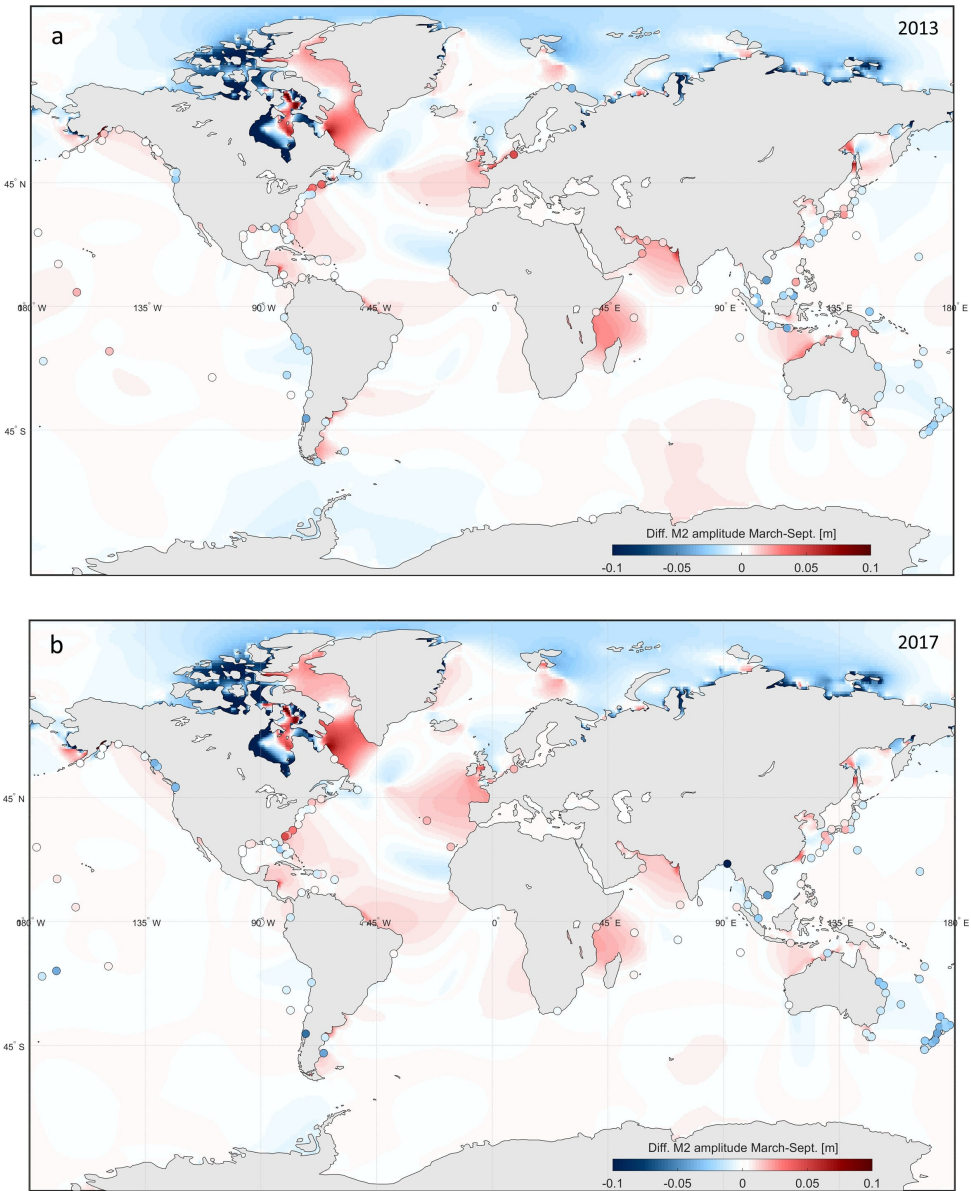 a
2013
45° N
180° W
135° W
90° W
45° W
0°
45° E
90° E
135° E
180° E
45° S
Diff. M2 amplitude March-Sept. [m]
-0.1 -0.05 0 0.05 0.1
b
2017
45° N
180° W
135° W
90° W
45° W
0°
45° E
90° E
135° E
180° E
45° S
Diff. M2 amplitude March-Sept. [m]
-0.1 -0.05 0 0.05 0.1